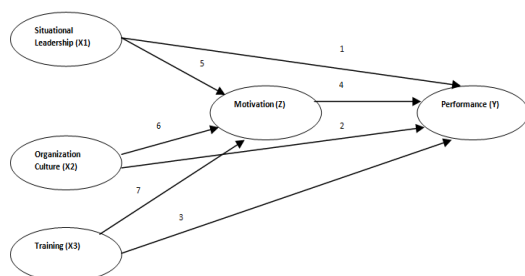 Situational
Leadership (X1)
1
5
4
Motivation (Z)
Performance (Y)
6
2
Organization
Culture (X2)
7
3
Training (X3)